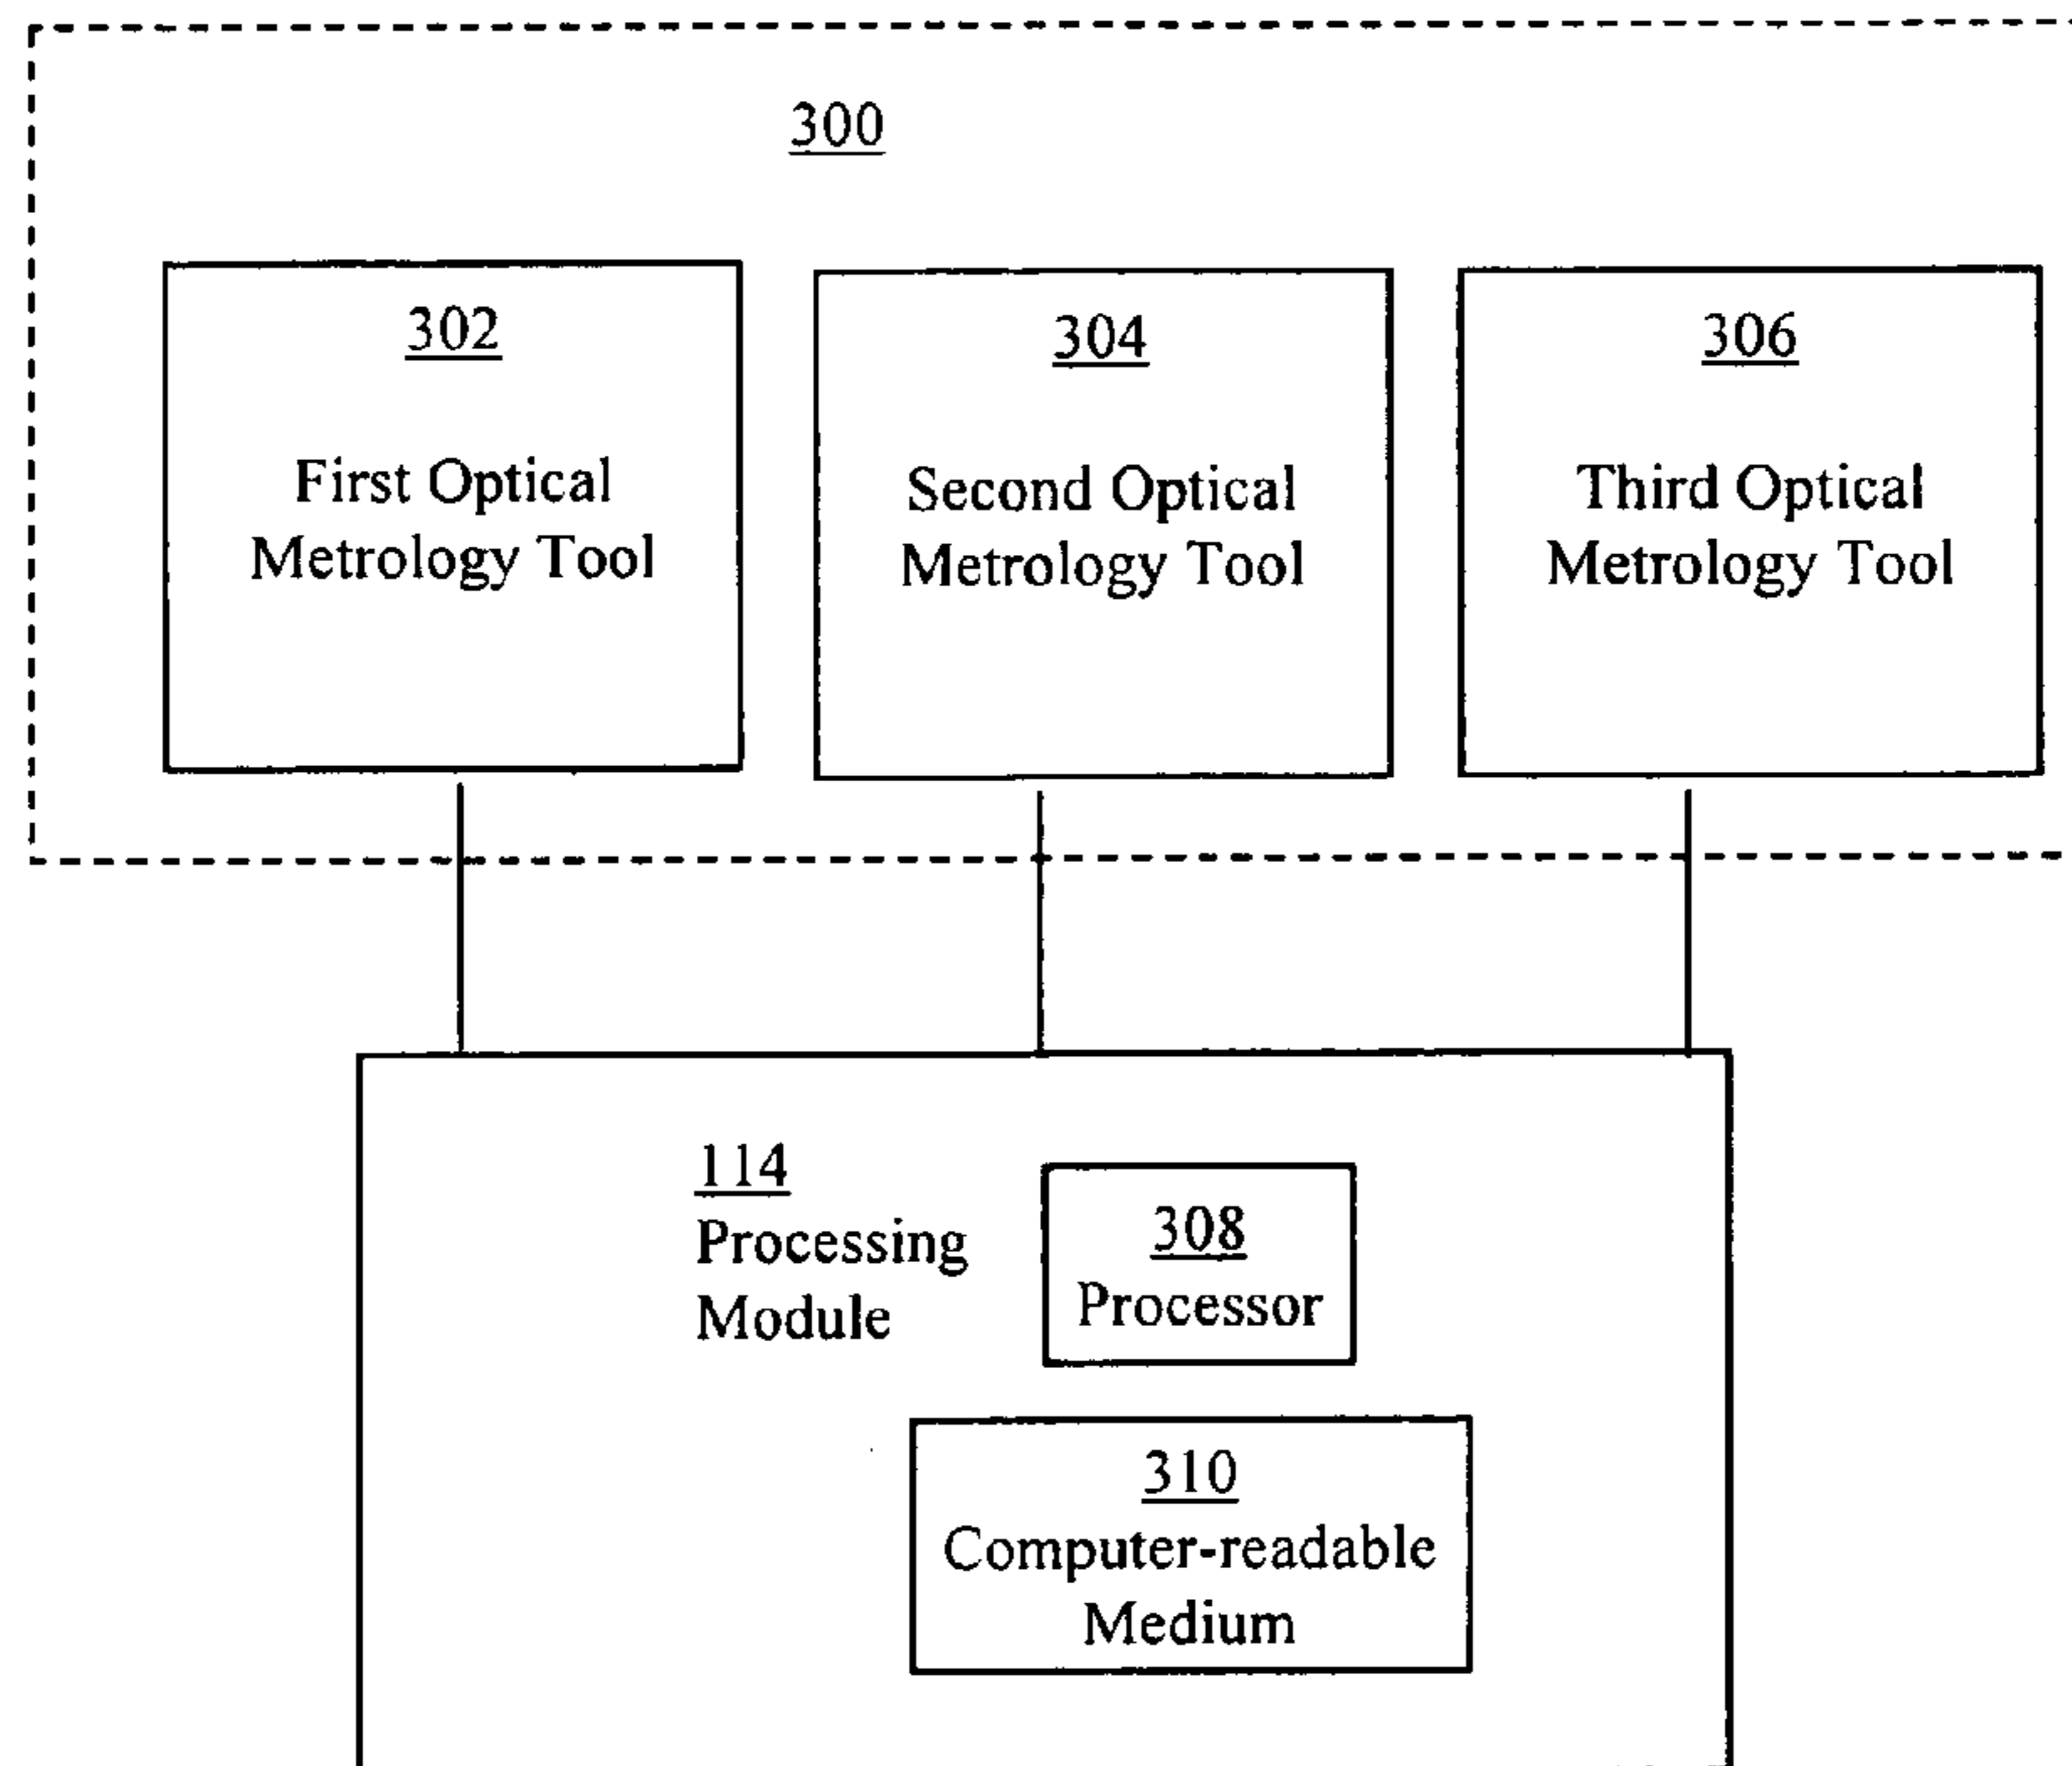 300
302
First Optical
Metrology Tool
304
Second Optical
Metrology Tool
306
Third Optical
Metrology Tool
114
Processing
Module
308
Processor
310
Computer-readable
Medium